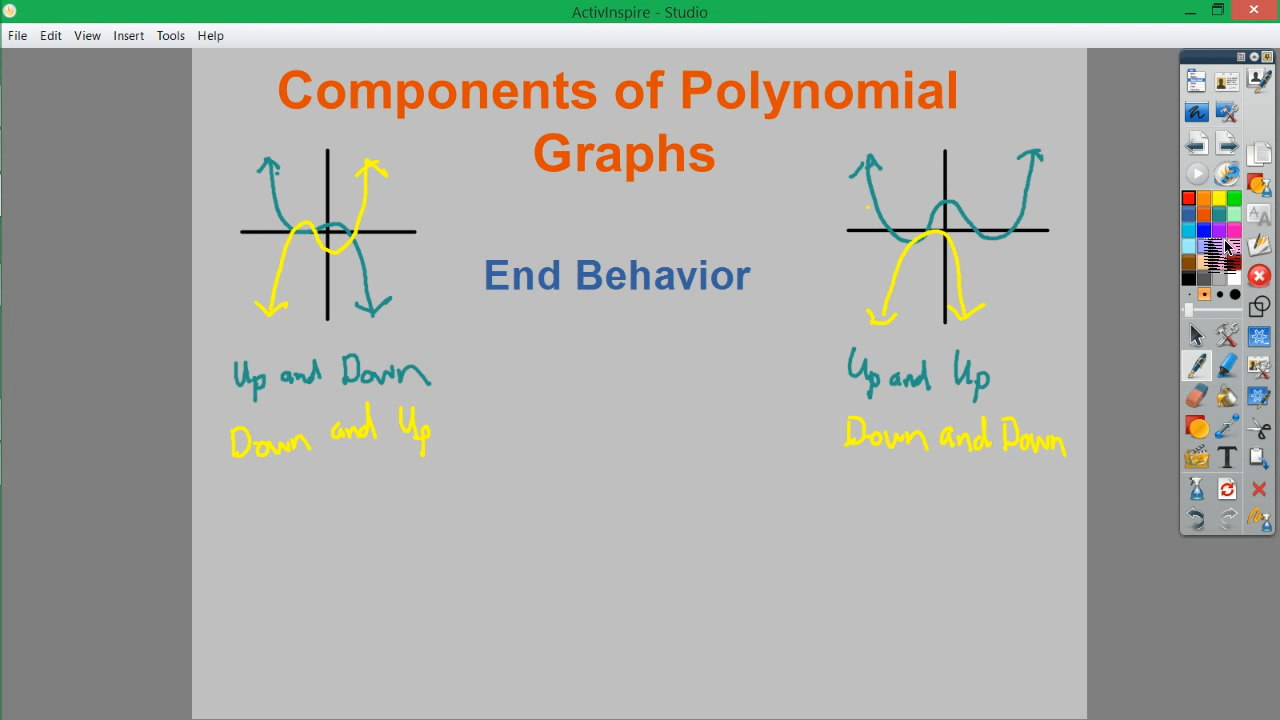 ActivInspire - Studio
File Edit View Insert Tools Help
Components of Polynomial
Graphs
End Behavior
Up and Down
Down and Up
Up and Up
Down and Down